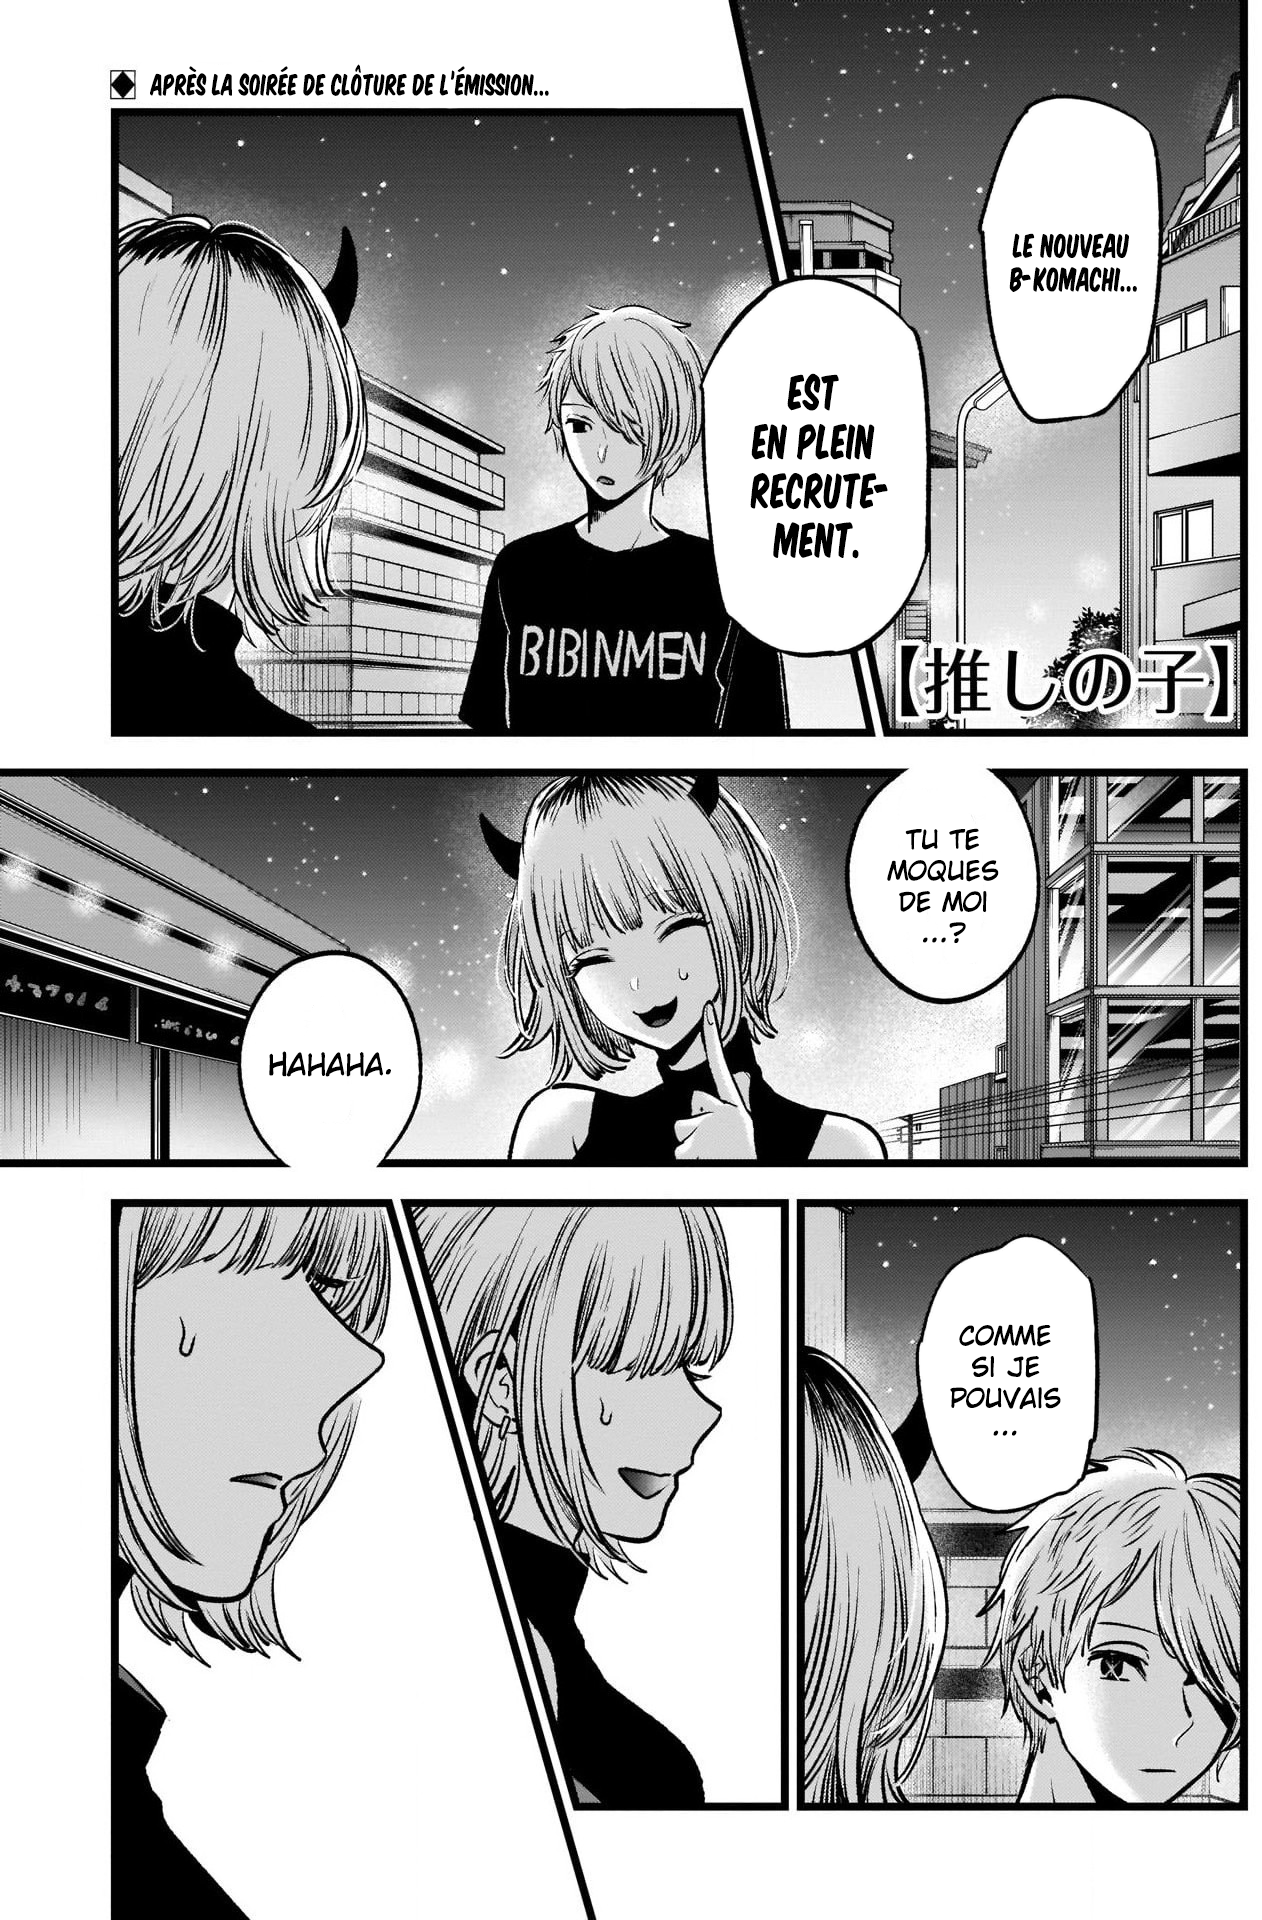 APRÈS LA SOIRÉE DE CLÔTURE DE L'ÉMISSION...
LE NOUVEAU
B-KOMACHI...
EST
EN PLEIN
RECRUTE-
MENT.
BIBINMEN
【推しの子】
TU TE
MOQUES
DE MOI
...?
HAHAHA.
COMME
SI JE
POUVAIS
...